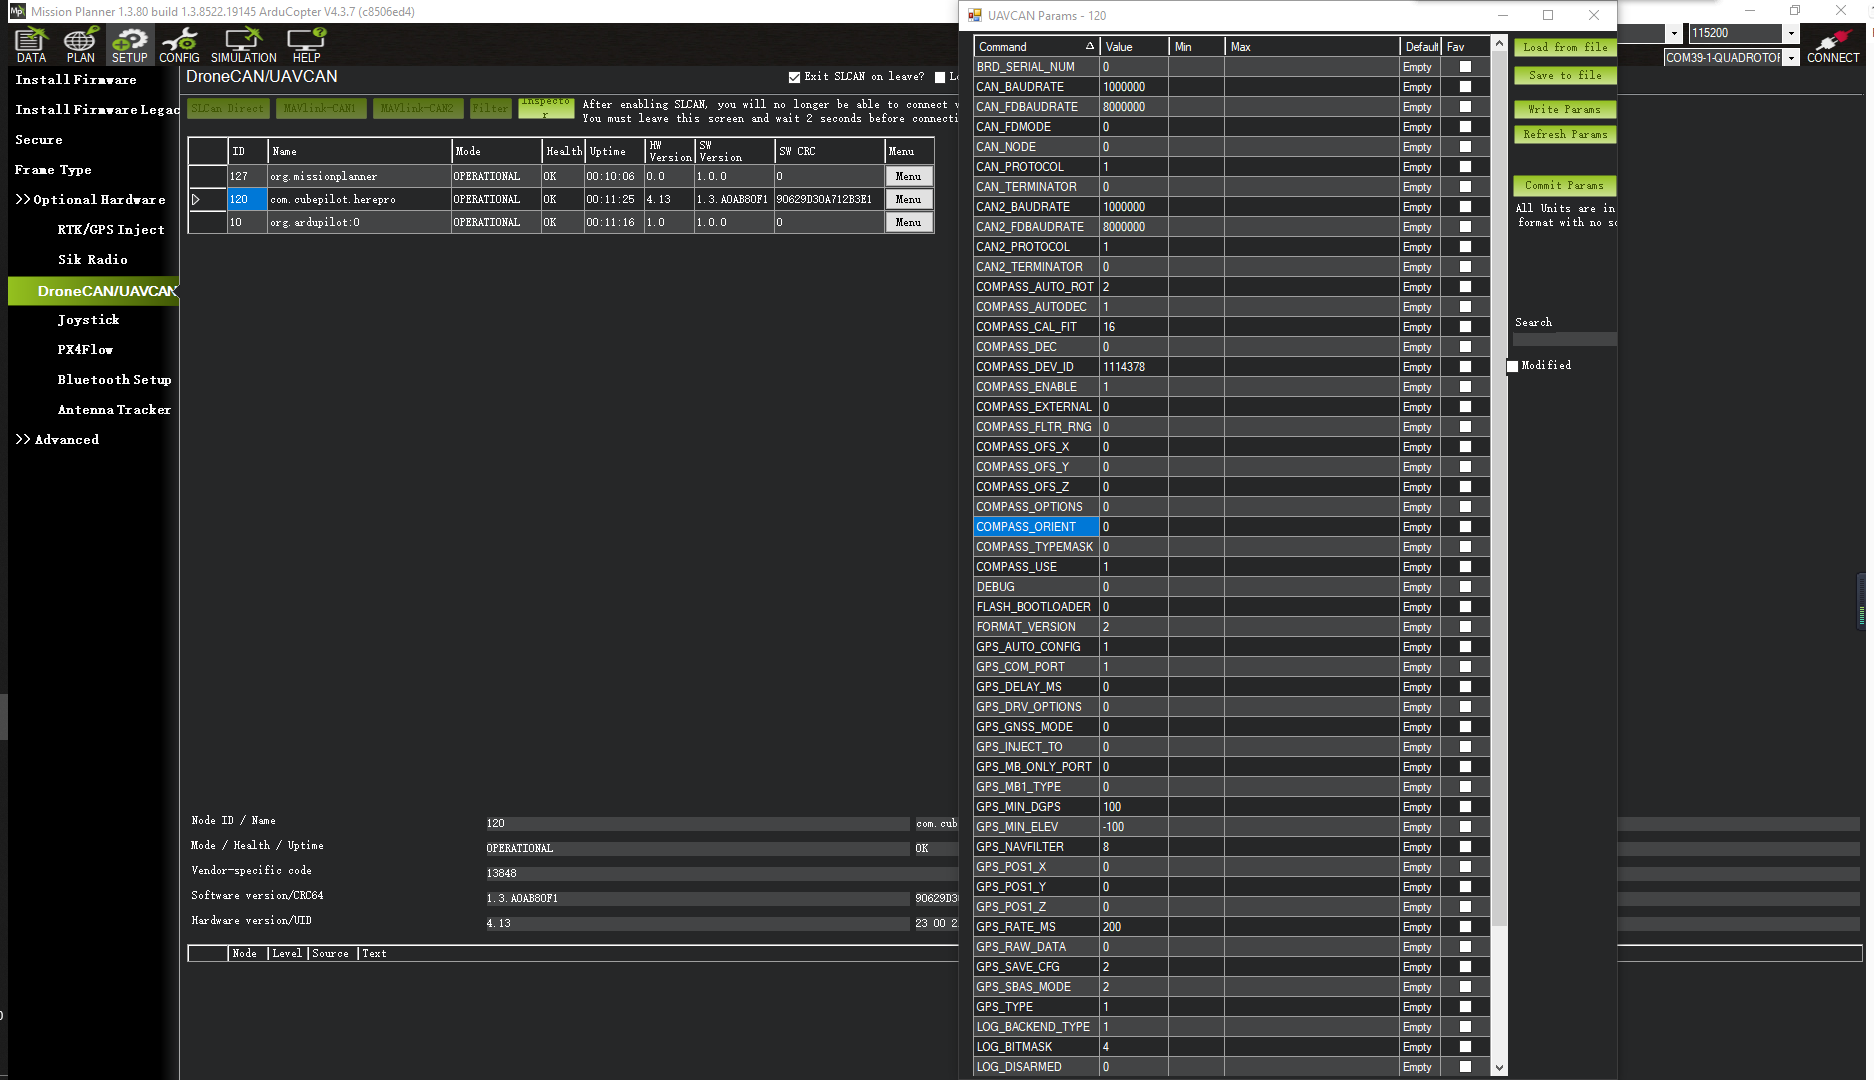 Mission Planner 1.3.80 build 1.3.8522.19145 ArduCopter V4.3.7 (c8506ed4)
DATA PLAN SETUP CONFIG SIMULATION HELP
115200
COM39-1-QUADROTOR
CONNECT
Install Firmware
Install Firmware Legac
Secure
Frame Type
>> Optional Hardware
RTK/GPS Inject
Sik Radio
DroneCAN/UAVCAN
Joystick
PX4Flow
Bluetooth Setup
Antenna Tracker
>> Advanced
DroneCAN/UAVCAN
Exit SLCAN on leave?
SLCan Direct MAVlink-CAN1 MAVlink-CAN2 Filter Inspector
After enabling SLCAN, you will no longer be able to connect
You must leave this screen and wait 2 seconds before connecti
ID Name Mode Health Uptime HW Version SW Version SW CRC Menu
127 org.missionplanner OPERATIONAL OK 00:10:06 0.0 1.0.0 0 Menu
120 com.cubepilot.herepro OPERATIONAL OK 00:11:25 4.13 1.3.A0AB80F1 90629D30A712B3E1 Menu
10 org.ardupilot:0 OPERATIONAL OK 00:11:16 1.0 1.0.0 0 Menu
Node ID / Name 120 com.cub
Mode / Health / Uptime OPERATIONAL OK
Vendor-specific code 13848
Software version/CRC64 1.3.A0AB80F1 90629D3
Hardware version/UID 4.13 23 00 2
Node Level Source Text
UAVCAN Params - 120
Command Value Min Max Default Fav
BRD_SERIAL_NUM 0 Empty
CAN_BAUDRATE 1000000 Empty
CAN_FDBAUDRATE 8000000 Empty
CAN_FDMODE 0 Empty
CAN_NODE 0 Empty
CAN_PROTOCOL 1 Empty
CAN_TERMINATOR 0 Empty
CAN2_BAUDRATE 1000000 Empty
CAN2_FDBAUDRATE 8000000 Empty
CAN2_PROTOCOL 1 Empty
CAN2_TERMINATOR 0 Empty
COMPASS_AUTO_ROT 2 Empty
COMPASS_AUTODEC 1 Empty
COMPASS_CAL_FIT 16 Empty
COMPASS_DEC 0 Empty
COMPASS_DEV_ID 1114378 Empty
COMPASS_ENABLE 1 Empty
COMPASS_EXTERNAL 0 Empty
COMPASS_FLTR_RNG 0 Empty
COMPASS_OFS_X 0 Empty
COMPASS_OFS_Y 0 Empty
COMPASS_OFS_Z 0 Empty
COMPASS_OPTIONS 0 Empty
COMPASS_ORIENT 0 Empty
COMPASS_TYPEMASK 0 Empty
COMPASS_USE 1 Empty
DEBUG 0 Empty
FLASH_BOOTLOADER 0 Empty
FORMAT_VERSION 2 Empty
GPS_AUTO_CONFIG 1 Empty
GPS_COM_PORT 1 Empty
GPS_DELAY_MS 0 Empty
GPS_DRV_OPTIONS 0 Empty
GPS_GNSS_MODE 0 Empty
GPS_INJECT_TO 0 Empty
GPS_MB_ONLY_PORT 0 Empty
GPS_MB1_TYPE 0 Empty
GPS_MIN_DGPS 100 Empty
GPS_MIN_ELEV -100 Empty
GPS_NAVFILTER 8 Empty
GPS_POS1_X 0 Empty
GPS_POS1_Y 0 Empty
GPS_POS1_Z 0 Empty
GPS_RATE_MS 200 Empty
GPS_RAW_DATA 0 Empty
GPS_SAVE_CFG 2 Empty
GPS_SBAS_MODE 2 Empty
GPS_TYPE 1 Empty
LOG_BACKEND_TYPE 1 Empty
LOG_BITMASK 4 Empty
LOG_DISARMED 0 Empty
Load from file
Save to file
Write Params
Refresh Params
Commit Params
All Units are in
format with no sc
Search
Modified